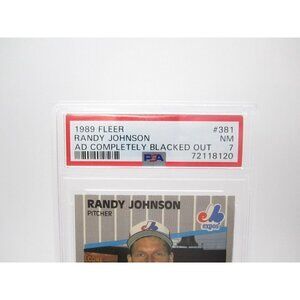 1989 FLEER #381
RANDY JOHNSON NM
AD COMPLETELY BLACKED OUT 7
PSA 72118120
RANDY JOHNSON
PITCHER
expos